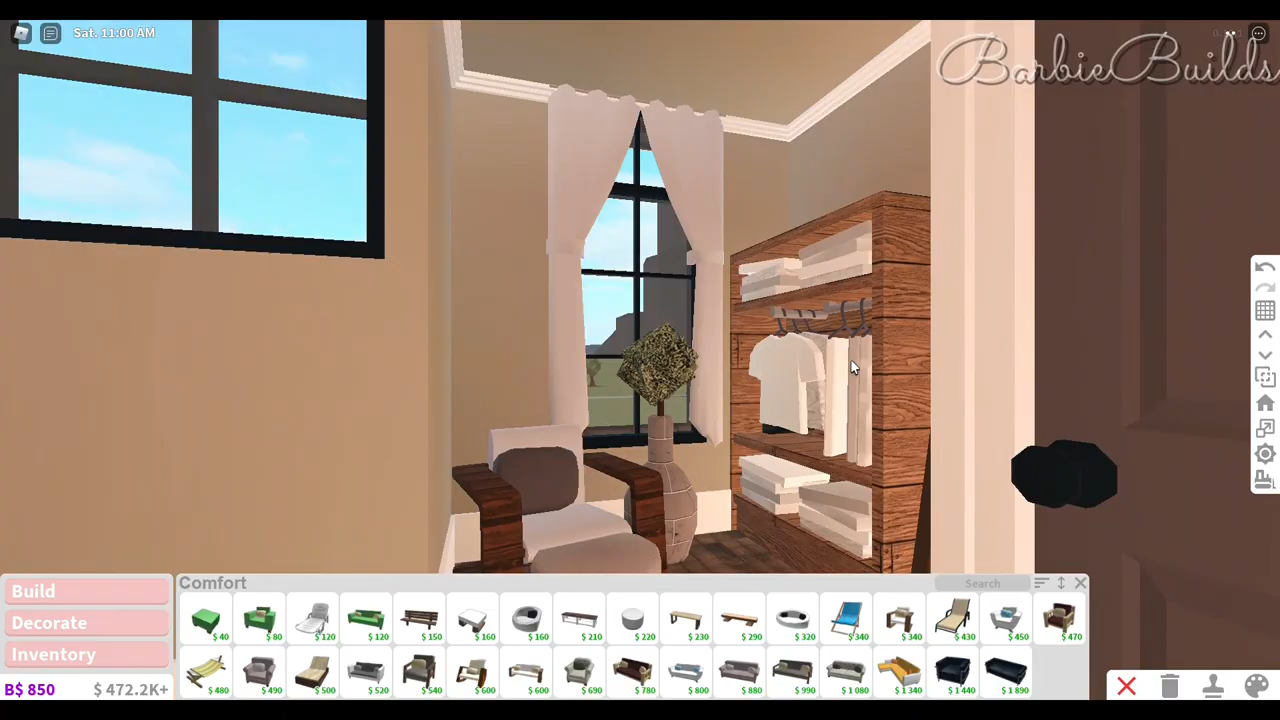 Sat. 11:00 AM
BarbieBuilds
Build
Decorate
Inventory
B$ 850 $ 472.2K+
Comfort
Search
$ 40 $ 80 $ 120 $ 120 $ 150 $ 160 $ 160 $ 210 $ 220 $ 230 $ 290 $ 320 $ 340 $ 340 $ 430 $ 450 $ 470
$ 480 $ 490 $ 500 $ 520 $ 540 $ 600 $ 600 $ 690 $ 780 $ 800 $ 880 $ 990 $ 1 080 $ 1 340 $ 1 440 $ 1 890